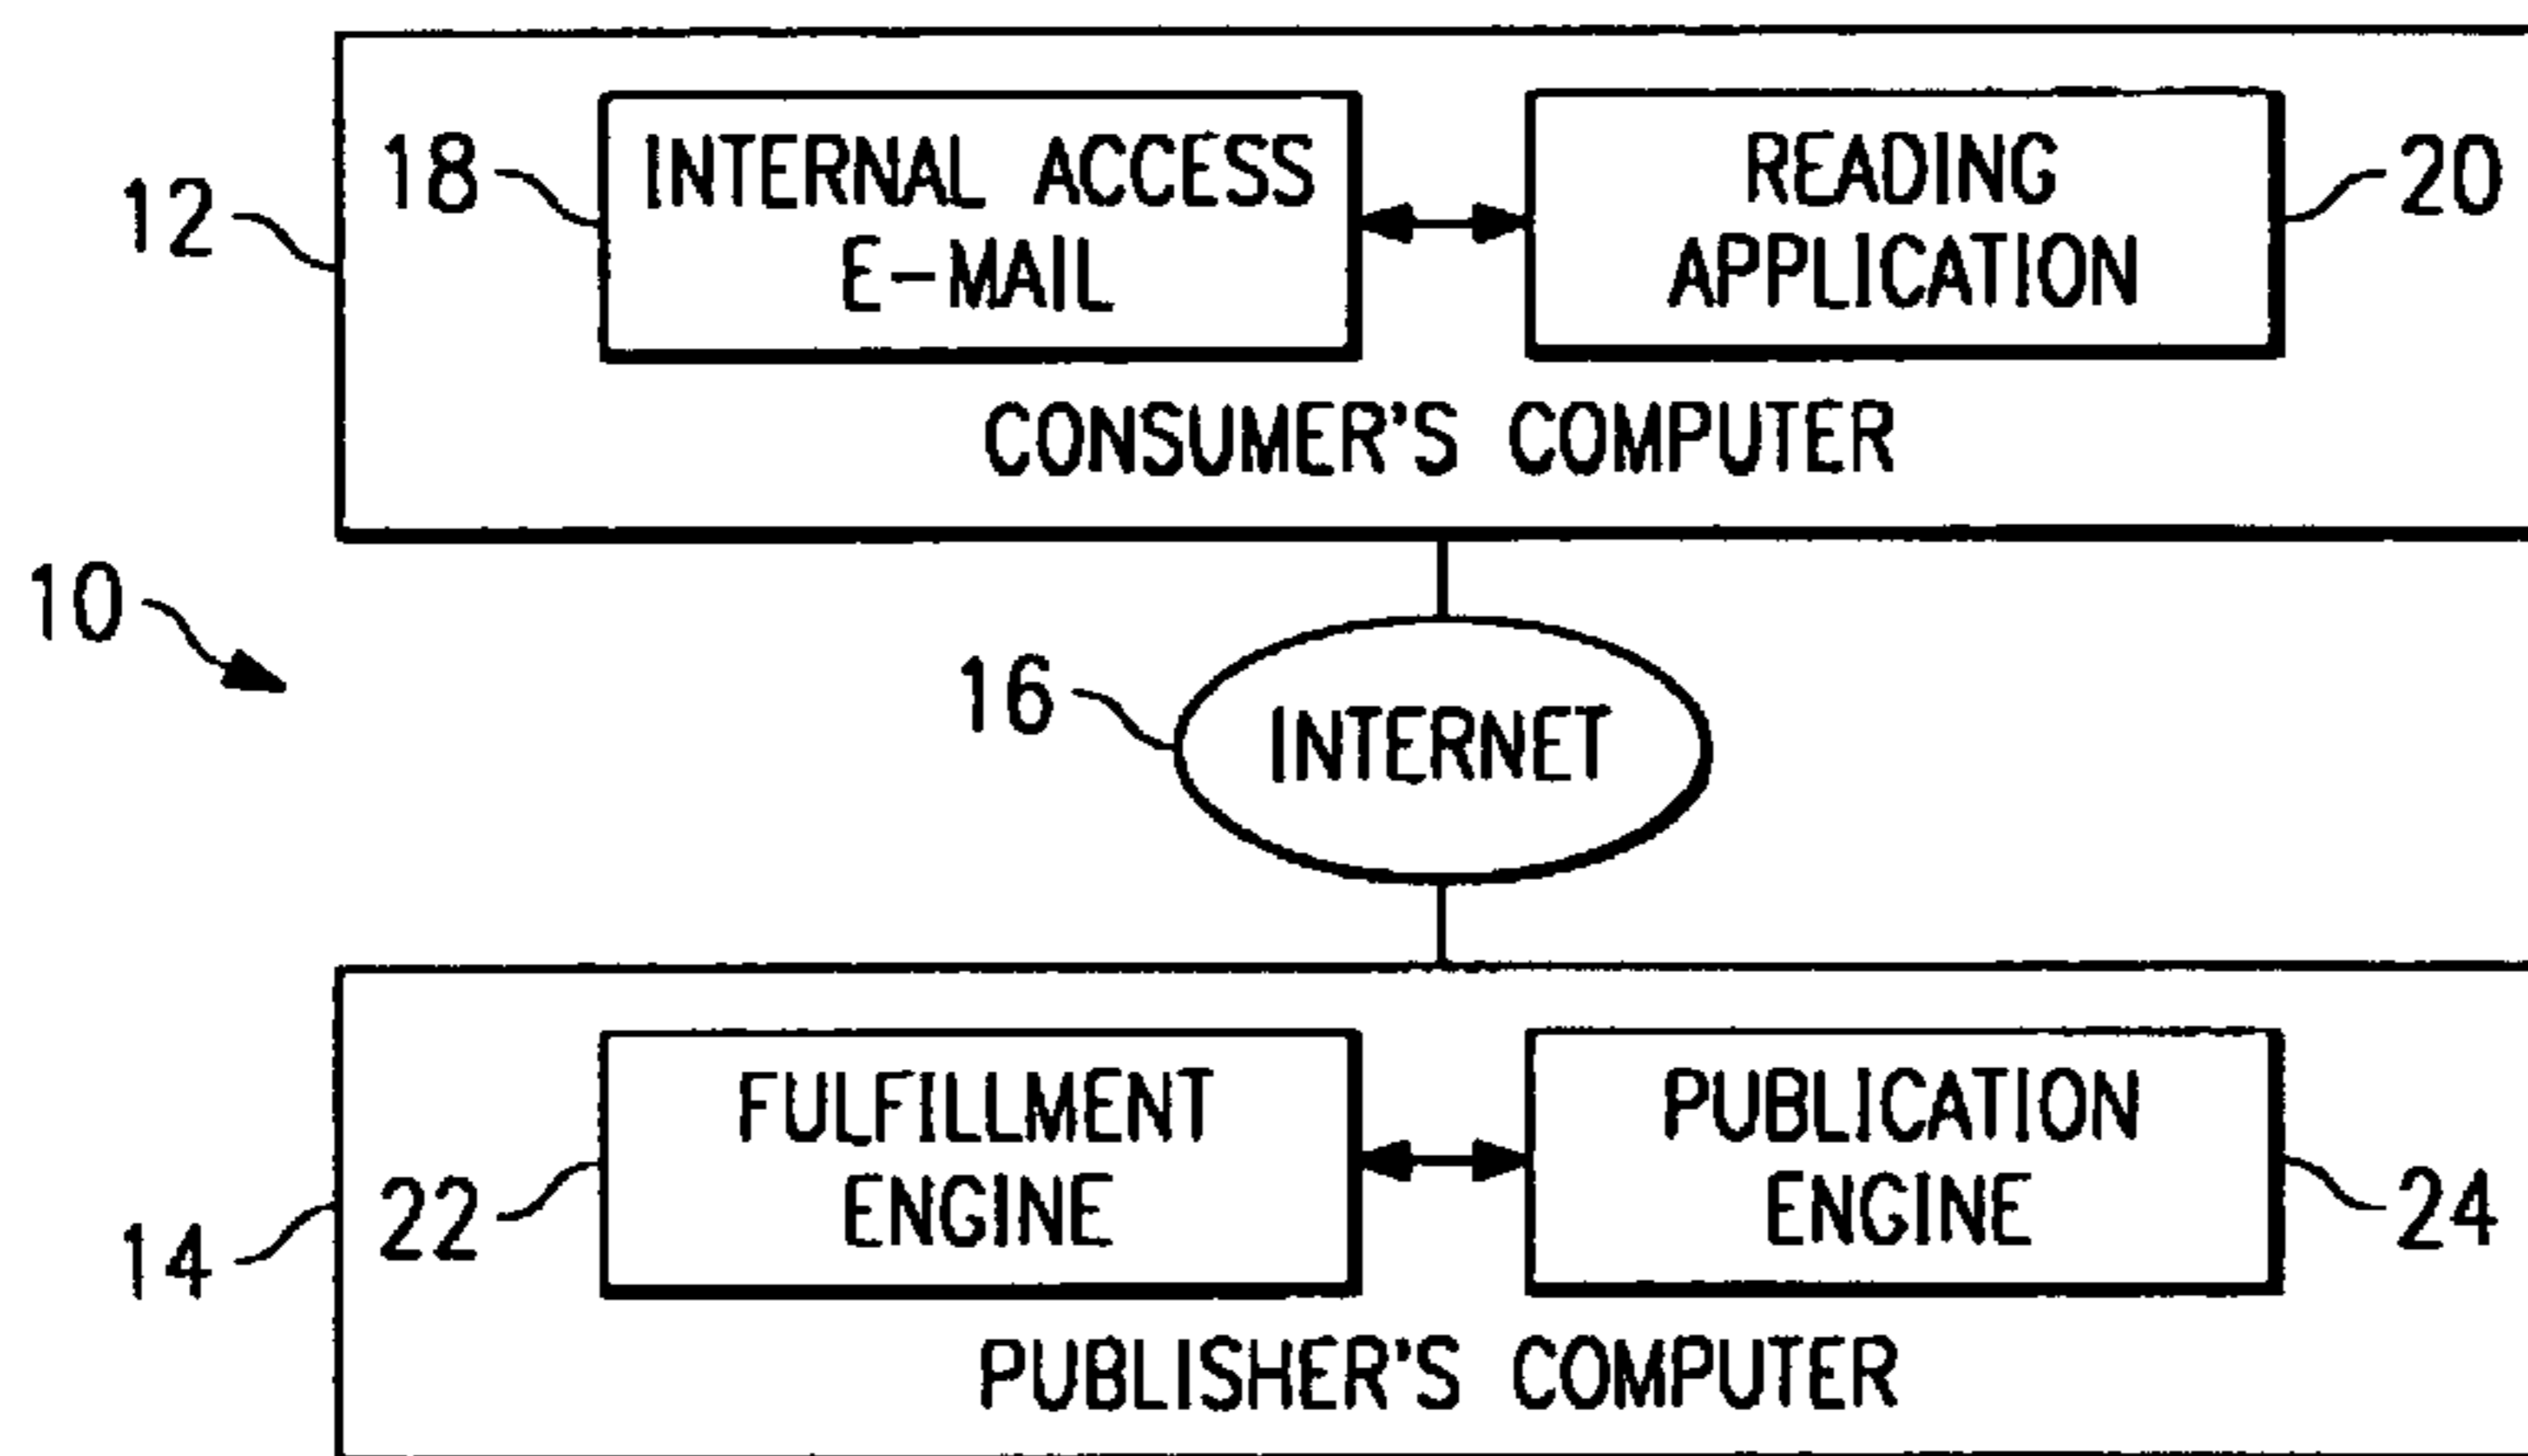 12
18
INTERNAL ACCESS
E-MAIL
READING
APPLICATION
20
CONSUMER'S COMPUTER
10
16
INTERNET
14
22
FULFILLMENT
ENGINE
PUBLICATION
ENGINE
24
PUBLISHER'S COMPUTER